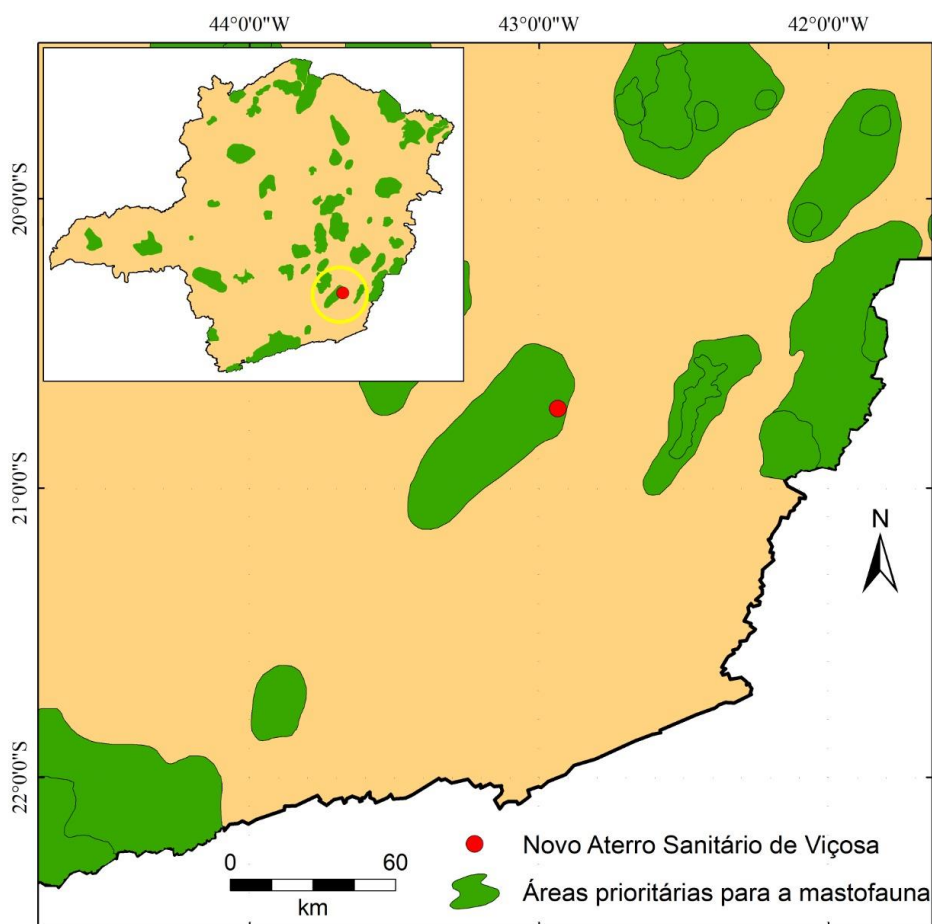 44°0'0"W 43°0'0"W 42°0'0"W
20°0'0"S
21°0'0"S
22°0'0"S
N
0 60
km
Novo Aterro Sanitário de Viçosa
Áreas prioritárias para a mastofauna